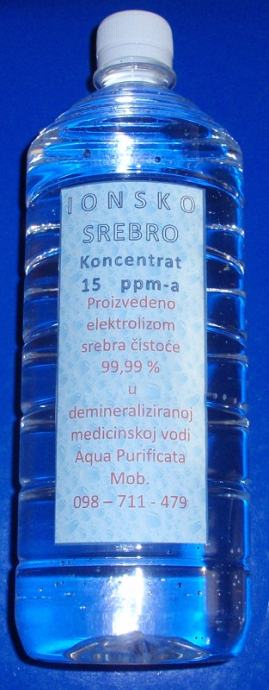 IONSKO
SREBRO
Koncentrat
15 ppm-a
Proizvedeno
elektrolizom
srebra čistoće
99,99 %
u
demineraliziranoj
medicinskoj vodi
Aqua Purificata
Mob.
098 – 711 - 479